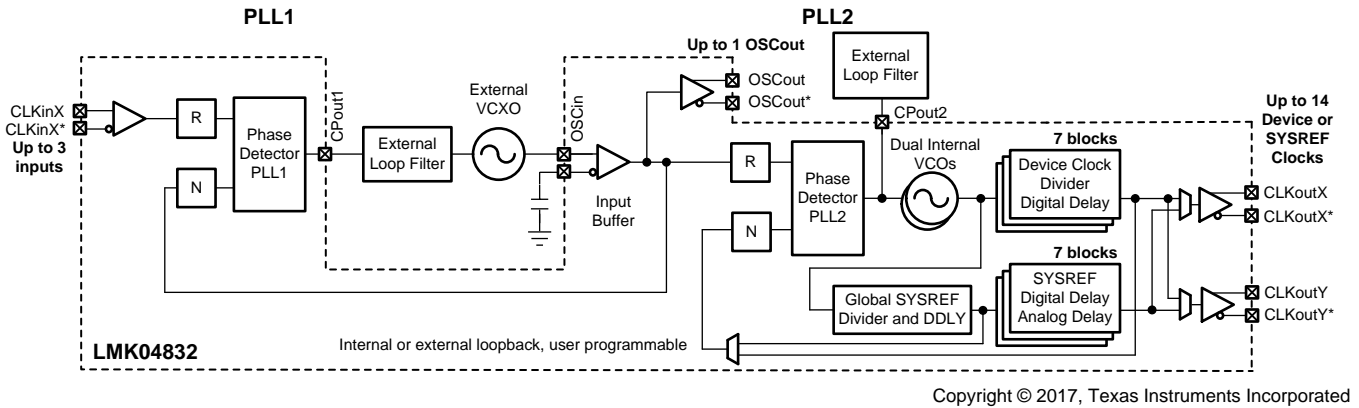 PLL1
PLL2
Up to 1 OSCout
OSCout
OSCout*
External
Loop Filter
CPout2
CLKinX
CLKinX*
Up to 3
inputs
R
N
Phase
Detector
PLL1
CPout1
External
Loop Filter
External
VCXO
OSCin
Input
Buffer
R
N
Phase
Detector
PLL2
Dual Internal
VCOs
7 blocks
Device Clock
Divider
Digital Delay
7 blocks
SYSREF
Digital Delay
Analog Delay
Global SYSREF
Divider and DDLY
Up to 14
Device or
SYSREF
Clocks
CLKoutX
CLKoutX*
CLKoutY
CLKoutY*
Internal or external loopback, user programmable
LMK04832
Copyright © 2017, Texas Instruments Incorporated